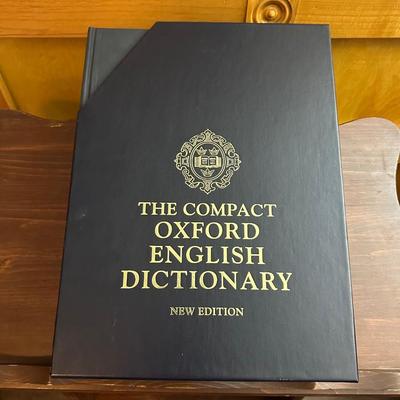 THE COMPACT
OXFORD
ENGLISH
DICTIONARY
NEW EDITION